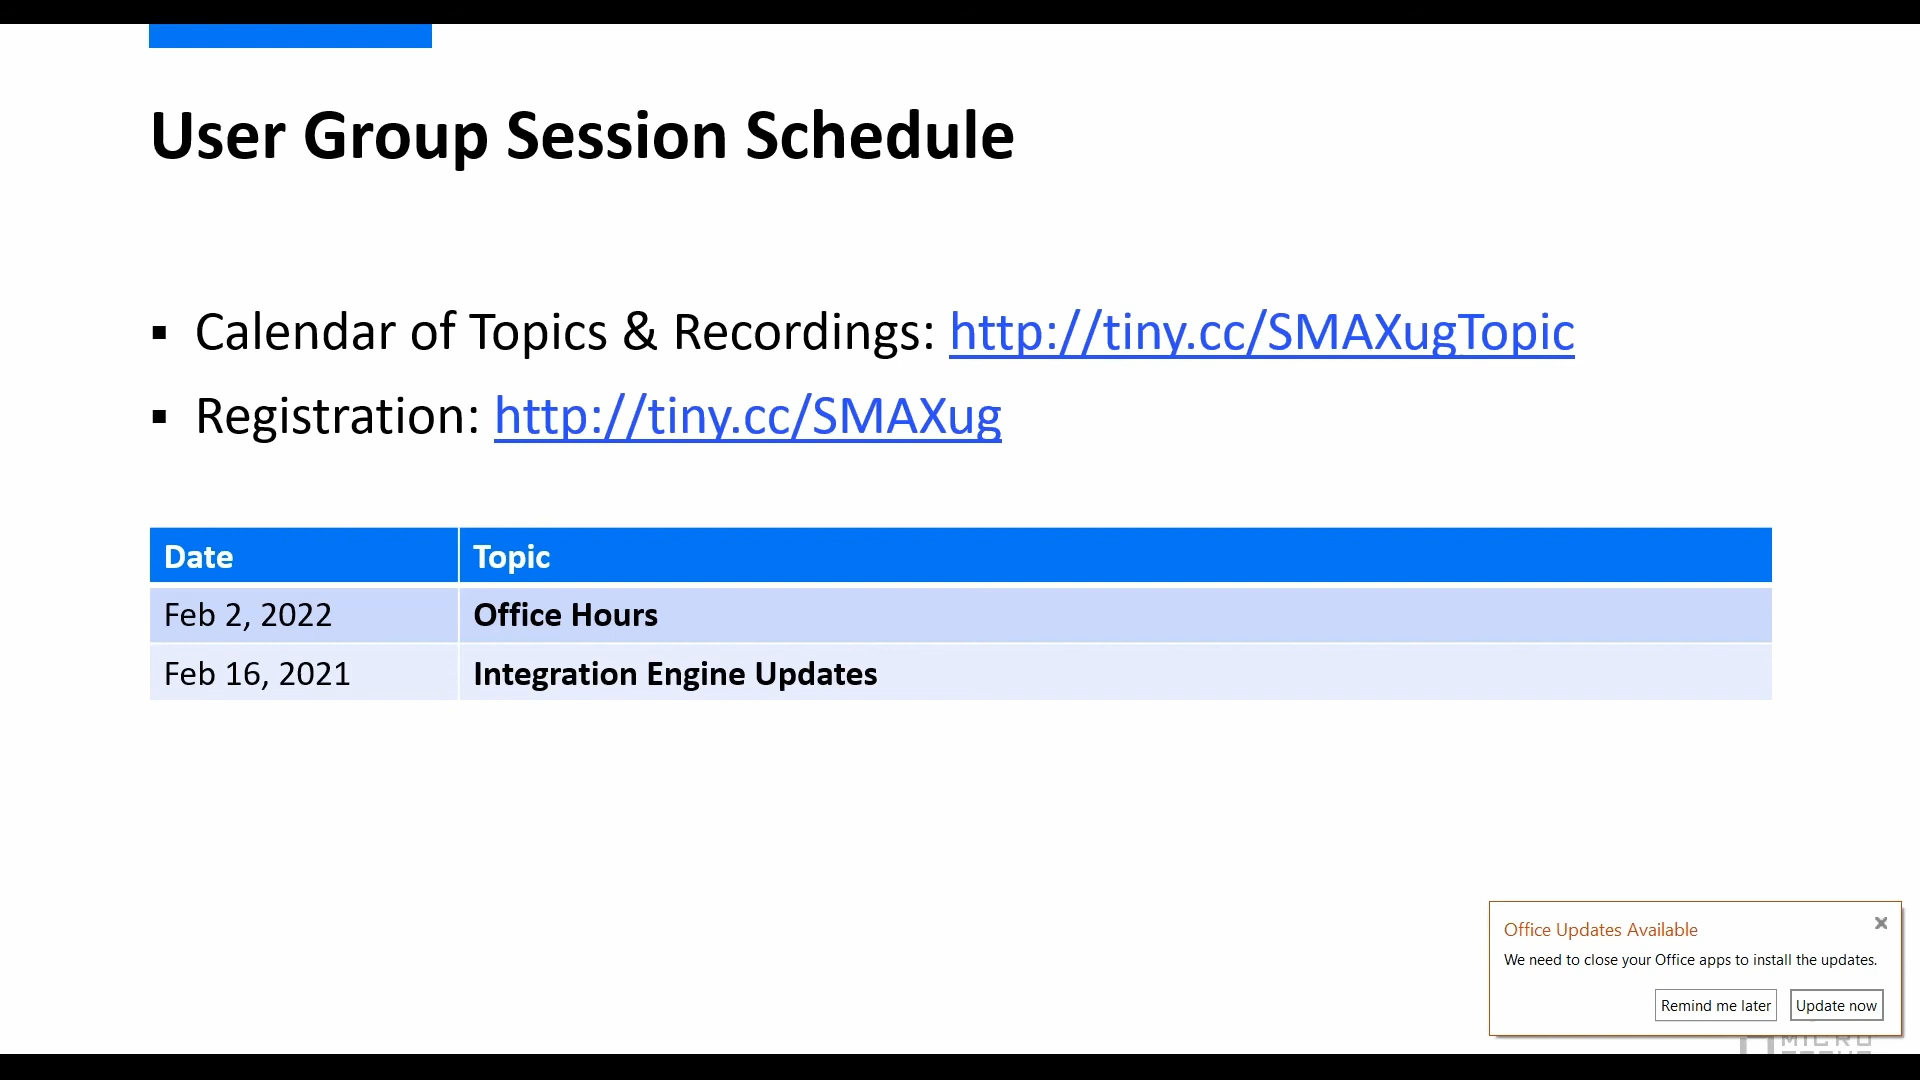 User Group Session Schedule
▪ Calendar of Topics & Recordings: http://tiny.cc/SMAXugTopic
▪ Registration: http://tiny.cc/SMAXug
Date Topic
Feb 2, 2022 Office Hours
Feb 16, 2021 Integration Engine Updates
Office Updates Available
We need to close your Office apps to install the updates.
Remind me later Update now
MICRO